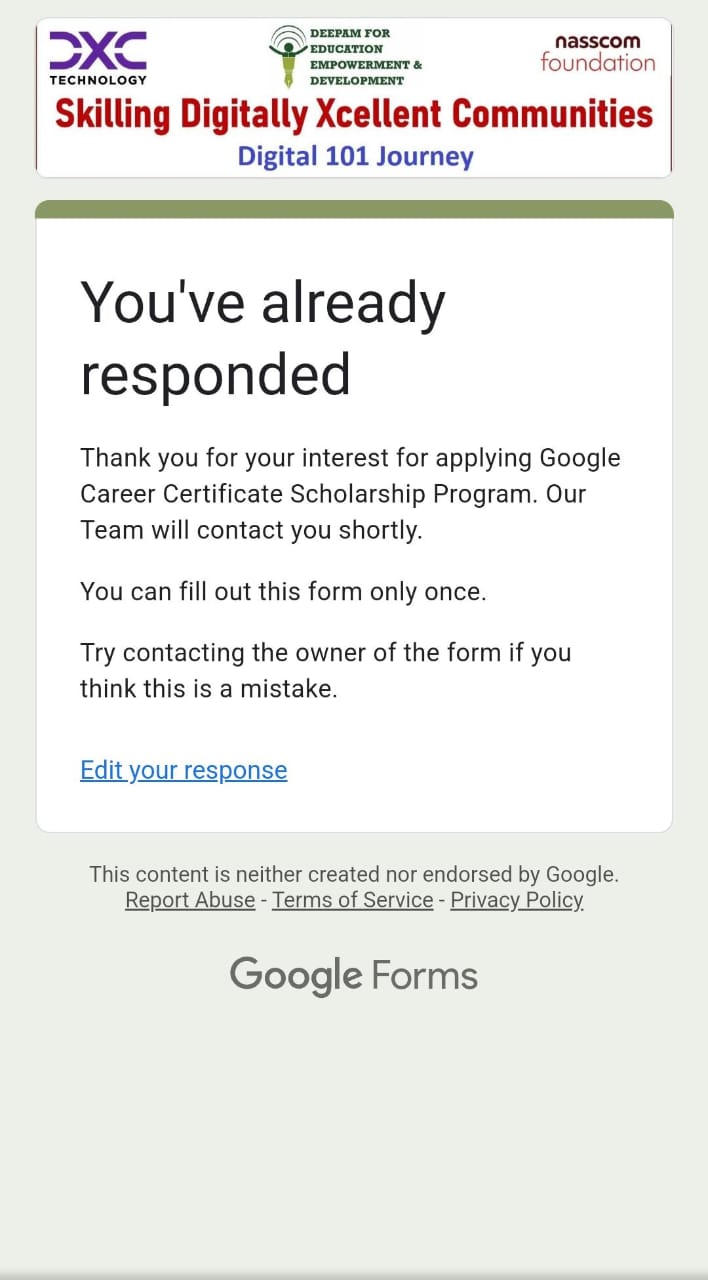 DXC
TECHNOLOGY
DEEPAM FOR
EDUCATION
EMPOWERMENT &
DEVELOPMENT
nasscom
foundation
Skilling Digitally Xcellent Communities
Digital 101 Journey
You've already
responded
Thank you for your interest for applying Google
Career Certificate Scholarship Program. Our
Team will contact you shortly.
You can fill out this form only once.
Try contacting the owner of the form if you
think this is a mistake.
Edit your response
This content is neither created nor endorsed by Google.
Report Abuse - Terms of Service - Privacy Policy
Google Forms